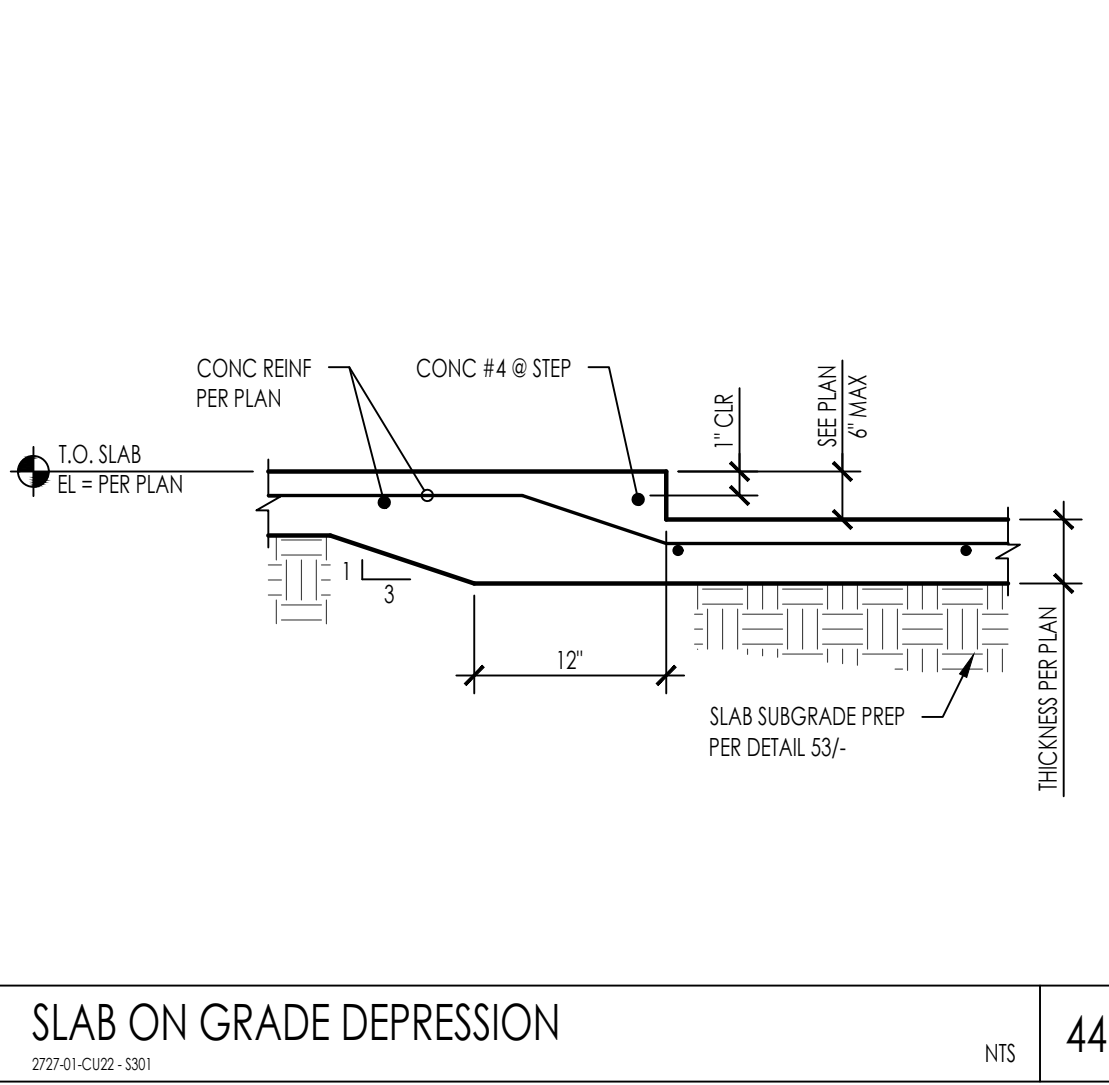 CONC REINF
PER PLAN
CONC #4 @ STEP
1" CLR
SEE PLAN
6" MAX
T.O. SLAB
EL = PER PLAN
1
3
12"
SLAB SUBGRADE PREP
PER DETAIL 53/-
THICKNESS PER PLAN
SLAB ON GRADE DEPRESSION
2727-01-CU22 - S301
NTS
44